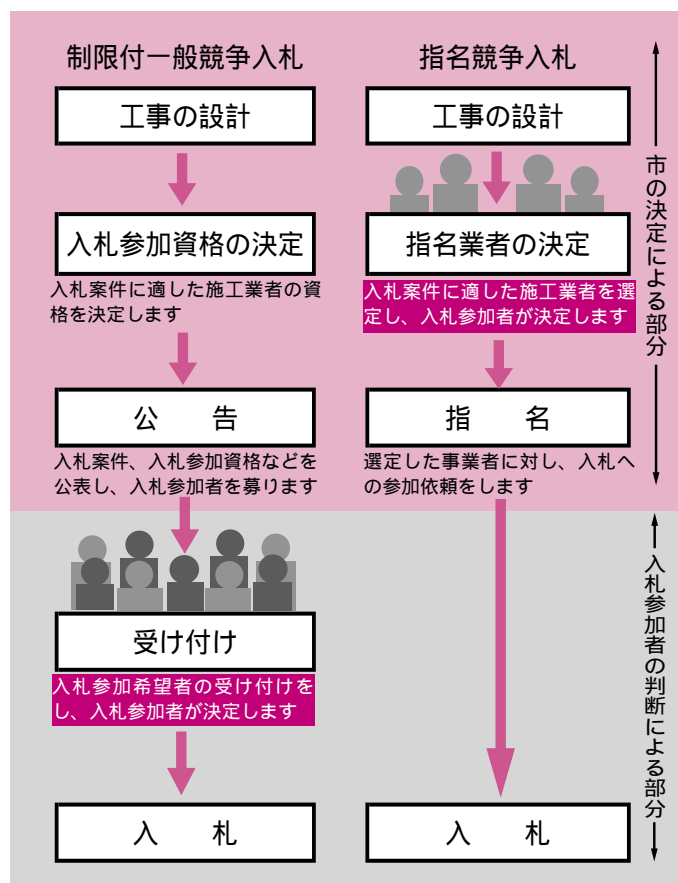 制限付一般競争入札
工事の設計
入札参加資格の決定
入札案件に適した施工業者の資
格を決定します
公　　告
入札案件、入札参加資格などを
公表し、入札参加者を募ります
受け付け
入札参加希望者の受け付けを
し、入札参加者が決定します
入　　札
指名競争入札
工事の設計
指名業者の決定
入札案件に適した施工業者を選
定し、入札参加者が決定します
指　　名
選定した事業者に対し、入札へ
の参加依頼をします
入　　札
市の決定による部分
入札参加者の判断による部分